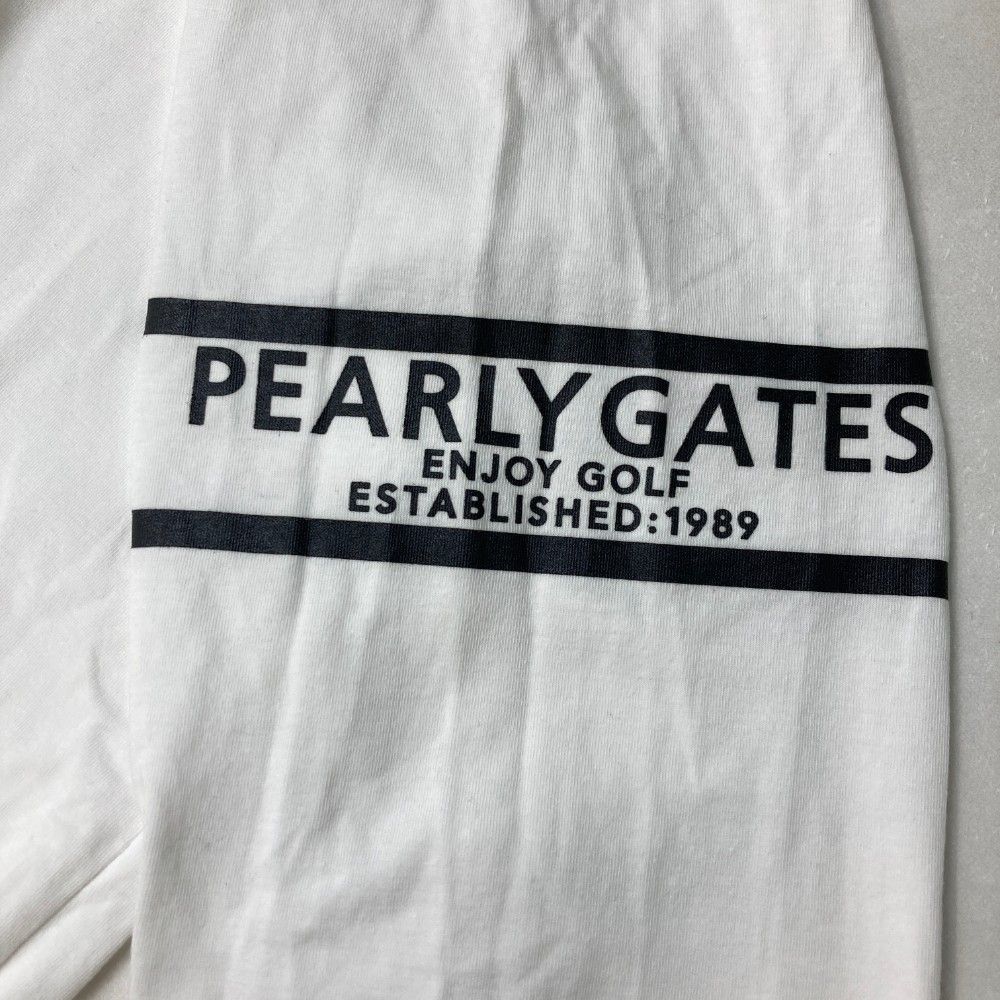 PEARLY GATES
ENJOY GOLF
ESTABLISHED:1989